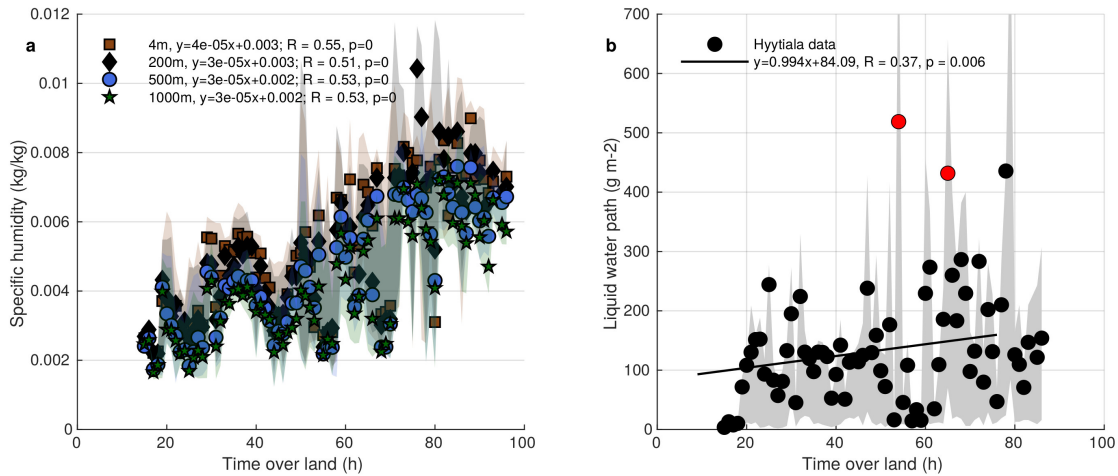 a
4m, y=4e-05x+0.003; R = 0.55, p=0
200m, y=3e-05x+0.003; R = 0.51, p=0
500m, y=3e-05x+0.002; R = 0.53, p=0
1000m, y=3e-05x+0.002; R = 0.53, p=0
Specific humidity (kg/kg)
0.012
0.01
0.008
0.006
0.004
0.002
0
0 20 40 60 80 100
Time over land (h)
b
Hyytiala data
y=0.994x+84.09, R = 0.37, p = 0.006
Liquid water path (g m-2)
700
600
500
400
300
200
100
0
0 20 40 60 80 100
Time over land (h)